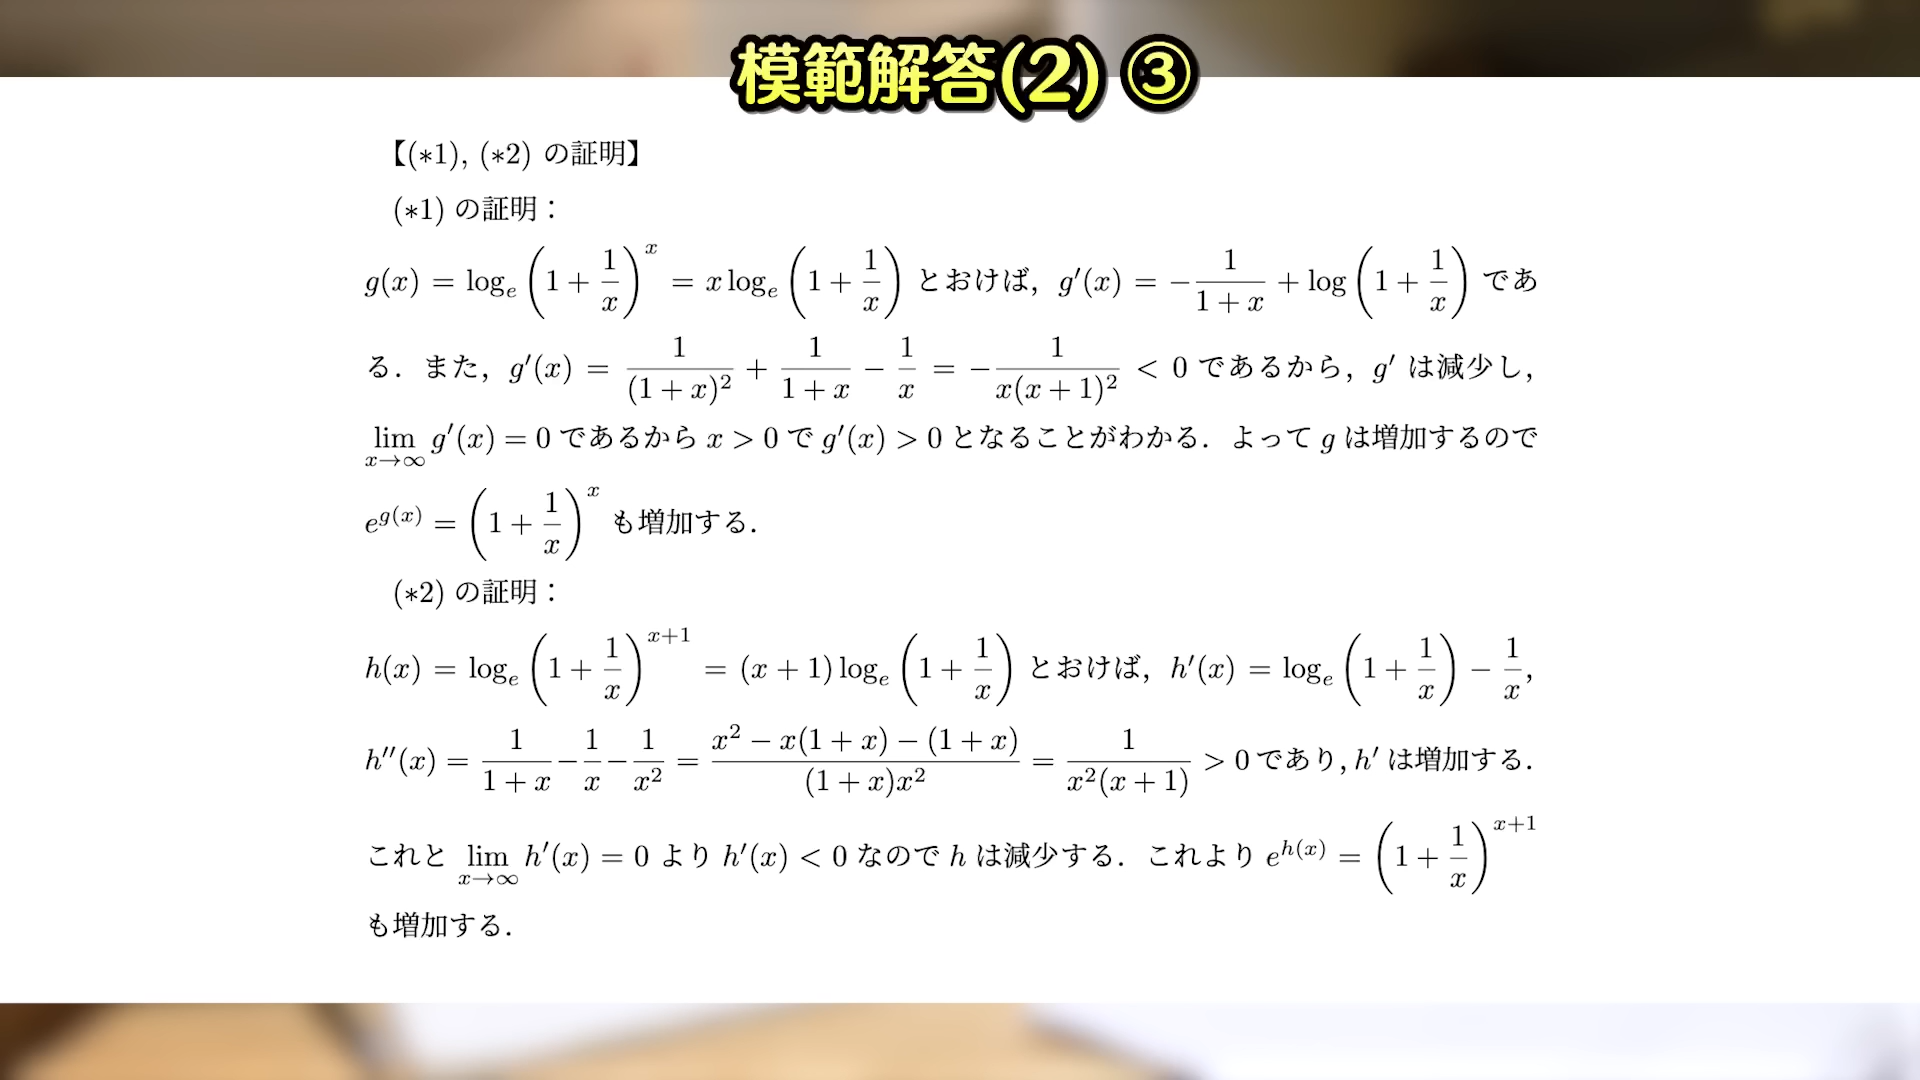 模範解答(2) ③
【(∗1), (∗2) の証明】
(∗1) の証明：
g(x) = log_e (1 + 1/x)^x = x log_e (1 + 1/x) とおけば，g′(x) = −1/(1 + x) + log (1 + 1/x) であ
る．また，g′(x) = 1/(1 + x)² + 1/(1 + x) − 1/x = −1/(x(x + 1)²) < 0 であるから，g′ は減少し，
lim_{x→∞} g′(x) = 0 であるから x > 0 で g′(x) > 0 となることがわかる．よって g は増加するので
e^{g(x)} = (1 + 1/x)^x も増加する．
(∗2) の証明：
h(x) = log_e (1 + 1/x)^{x+1} = (x + 1) log_e (1 + 1/x) とおけば，h′(x) = log_e (1 + 1/x) − 1/x,
h′′(x) = 1/(1 + x) − 1/x − 1/x² = (x² − x(1 + x) − (1 + x))/((1 + x)x²) = 1/(x²(x + 1)) > 0 であり, h′ は増加する．
これと lim_{x→∞} h′(x) = 0 より h′(x) < 0 なので h は減少する．これより e^{h(x)} = (1 + 1/x)^{x+1}
も増加する．